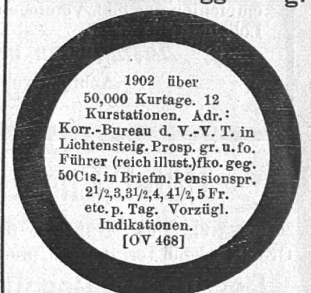 1902 über
50,000 Kurtage. 12
Kurstationen. Adr.:
Korr.-Bureau d. V.-V. T. in
Lichtensteig. Prosp. gr. u. fo.
Führer (reich illust.) fko. geg.
50 Cts. in Briefm. Pensionspr.
2½, 3, 3½, 4, 4½, 5 Fr.
etc. p. Tag. Vorzügl.
Indikationen.
[OV 468]